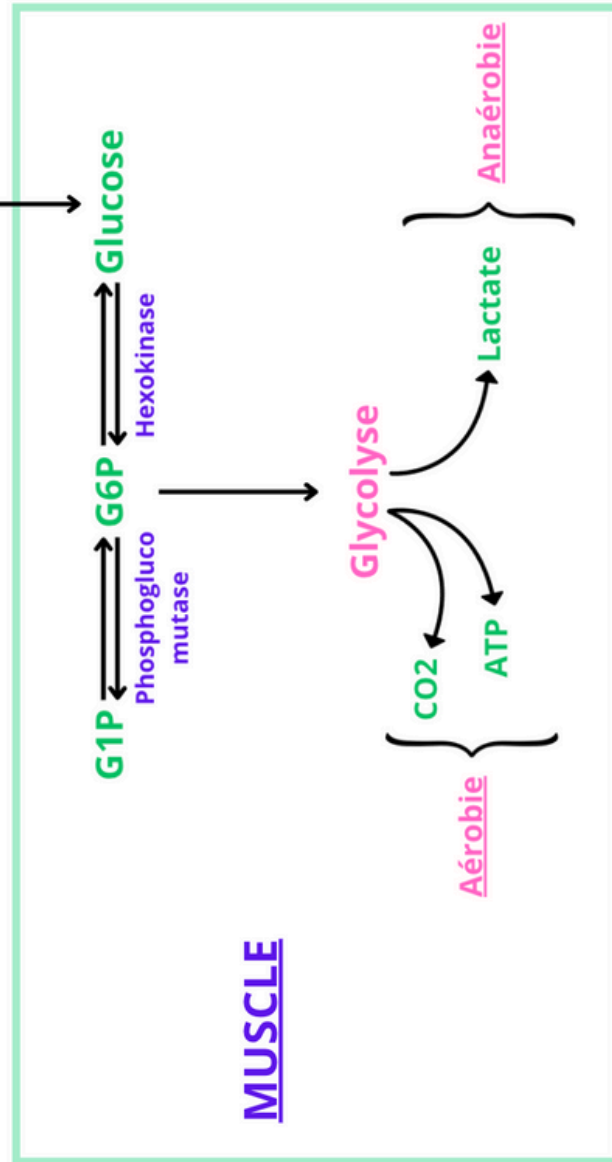 G1P
Phosphogluco
mutase
G6P
Hexokinase
Glucose
MUSCLE
Glycolyse
CO2
ATP
Lactate
Aérobie
Anaérobie